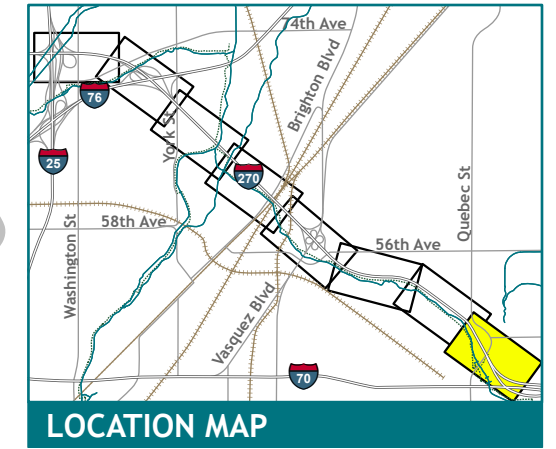 74th Ave
Brighton Blvd
76
York St
25
270
Quebec St
58th Ave
56th Ave
Washington St
Vasquez Blvd
70
LOCATION MAP